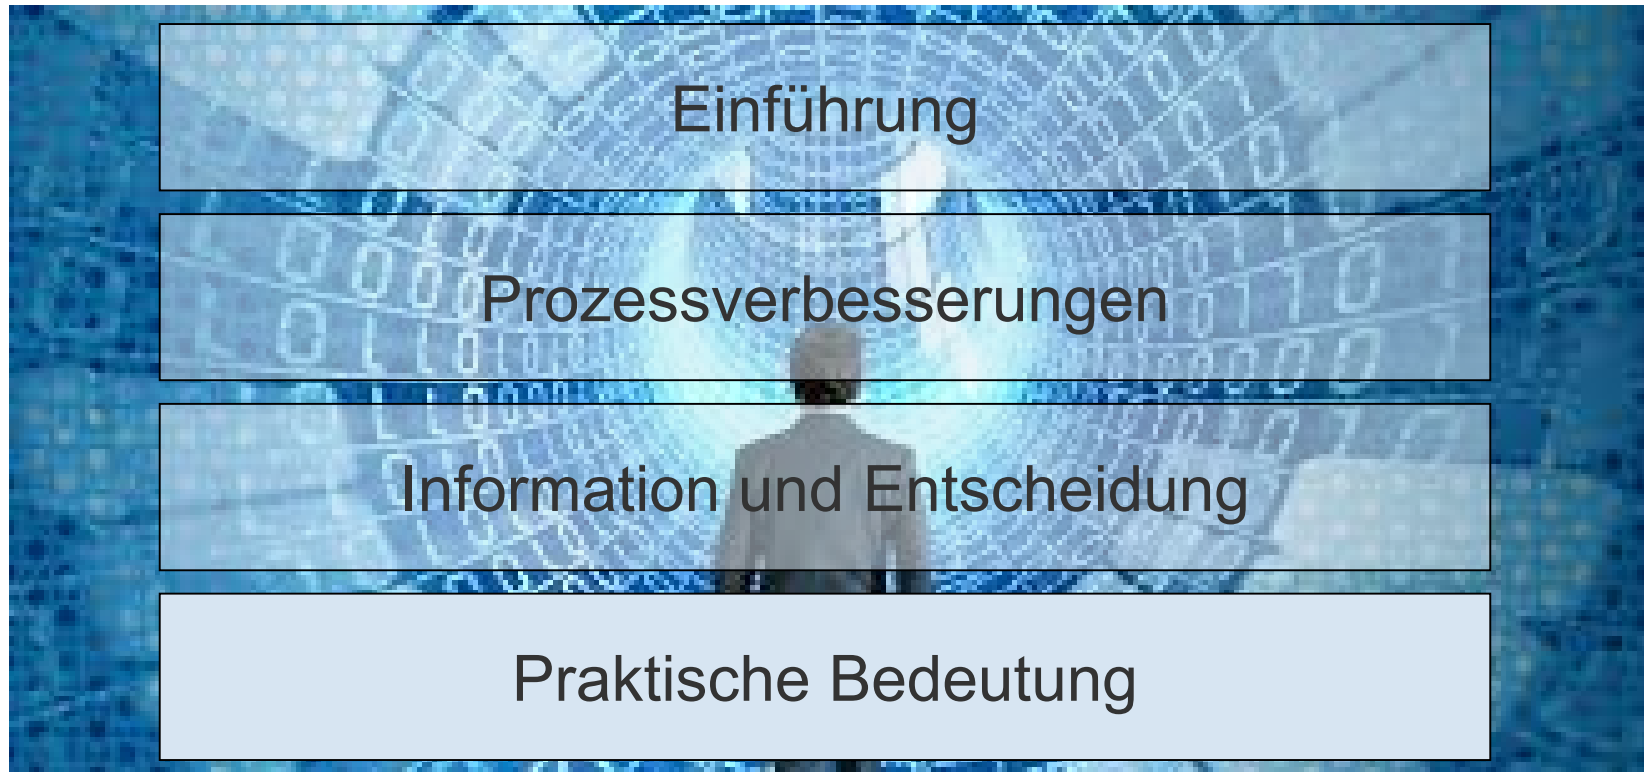 Einführung
Prozessverbesserungen
Information und Entscheidung
Praktische Bedeutung